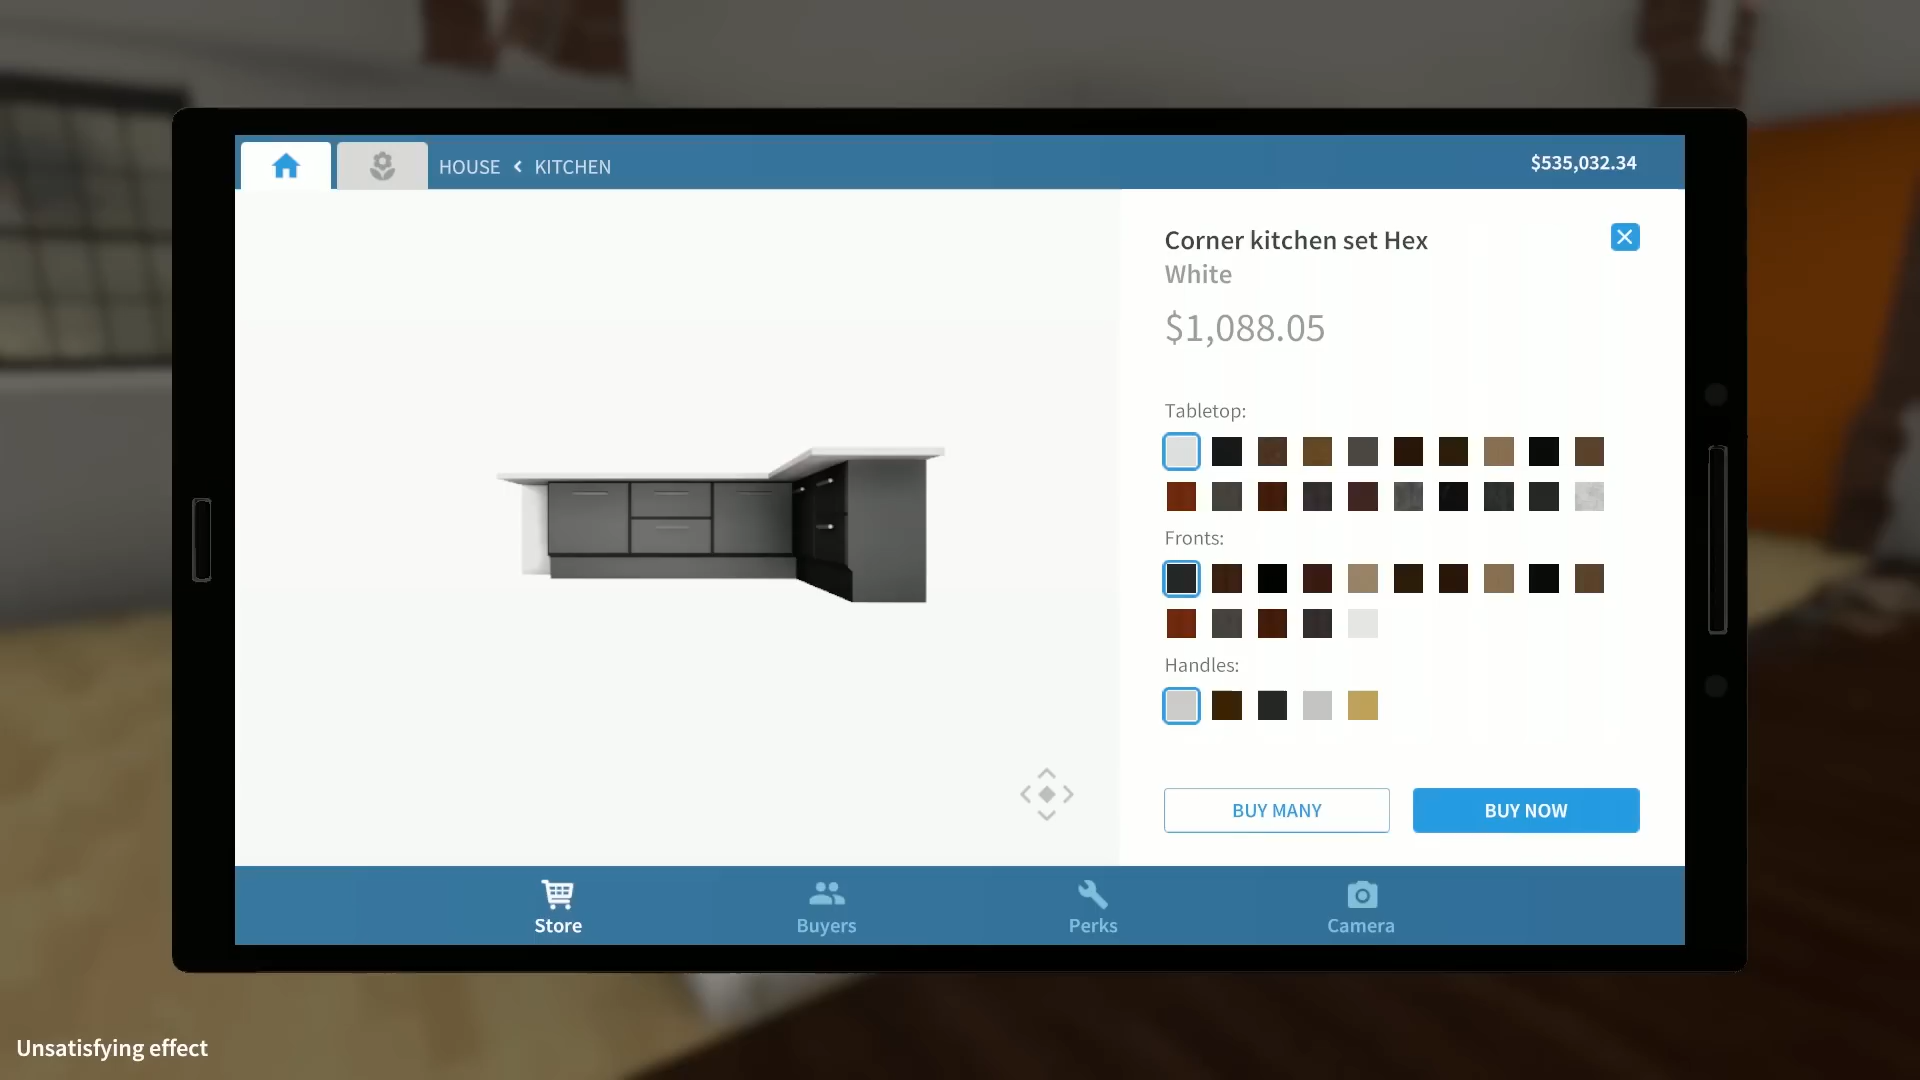 HOUSE < KITCHEN
$535,032.34
Corner kitchen set Hex
White
$1,088.05
Tabletop:
Fronts:
Handles:
BUY MANY
BUY NOW
Store
Buyers
Perks
Camera
Unsatisfying effect